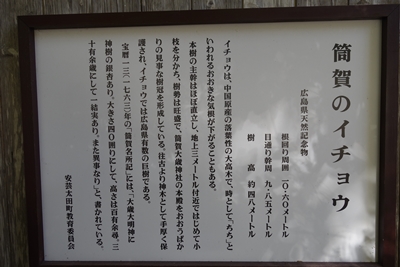 筒賀のイチョウ
広島県天然記念物
根回り周囲 一〇・六〇メートル
目通り幹周 九・八五メートル
樹 高 約四八メートル
イチョウは、中国原産の落葉性の大高木で、時として「ちち」と
いわれるおおきな気根が下がることもある。
本樹の主幹はほぼ直立し、地上三メートル付近ではじめて小
枝を分かち、樹勢は旺盛で、筒賀大歳神社の本殿をおおうばか
りの見事な樹冠を形成している。往古より神木として手厚く保
護され、イチョウでは広島県有数の巨樹である。
宝暦一三(一七六三)年の「筒賀名所記」には、「大歳大明神に
神樹の銀杏あり、大きさ四〇囲りにして、高さは百有余尋、三
十有余歳にして一結実あり、また異事なり」と、書かれている。
安芸太田町教育委員会